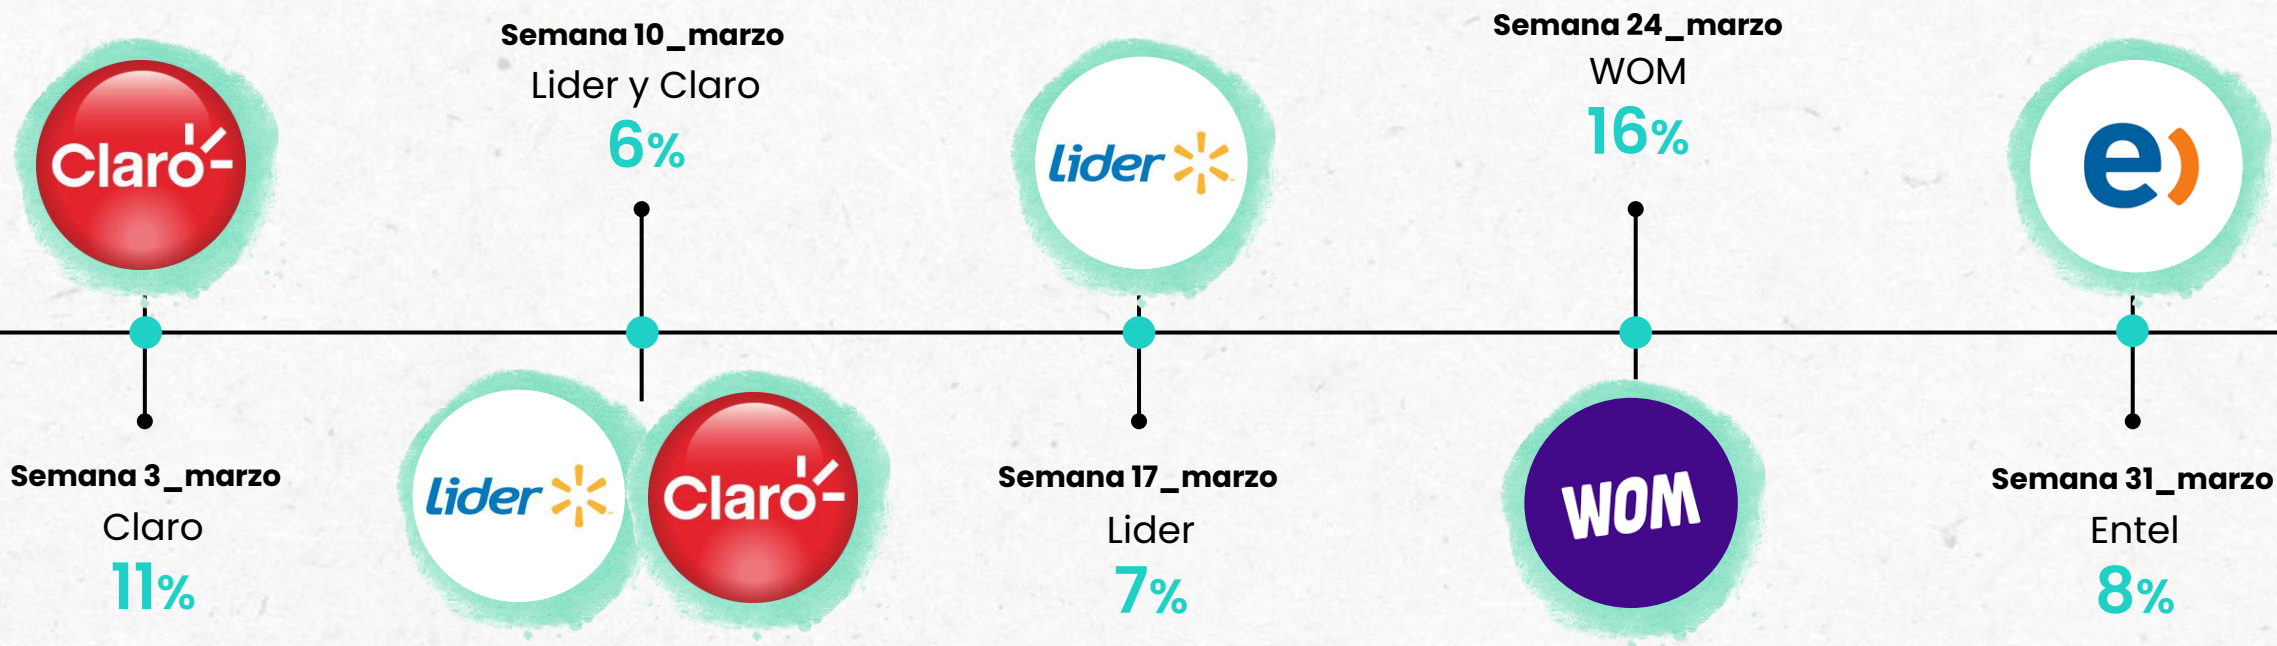 Claro
Semana 3_marzo
Claro
11%
Semana 10_marzo
Lider y Claro
6%
Lider
Claro
Lider
Semana 17_marzo
Lider
7%
Semana 24_marzo
WOM
16%
WOM
e)
Semana 31_marzo
Entel
8%